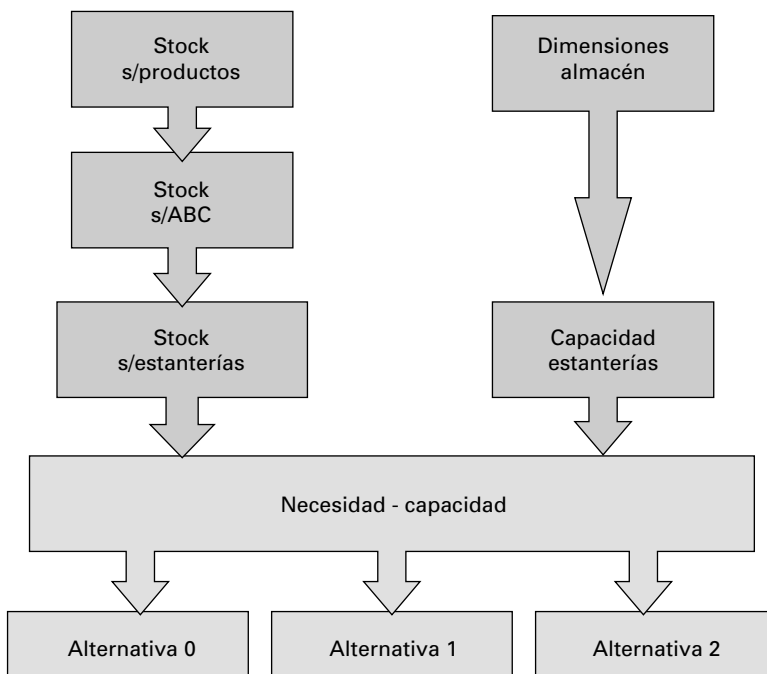 Stock
s/productos
Dimensiones
almacén
Stock
s/ABC
Stock
s/estanterías
Capacidad
estanterías
Necesidad - capacidad
Alternativa 0
Alternativa 1
Alternativa 2